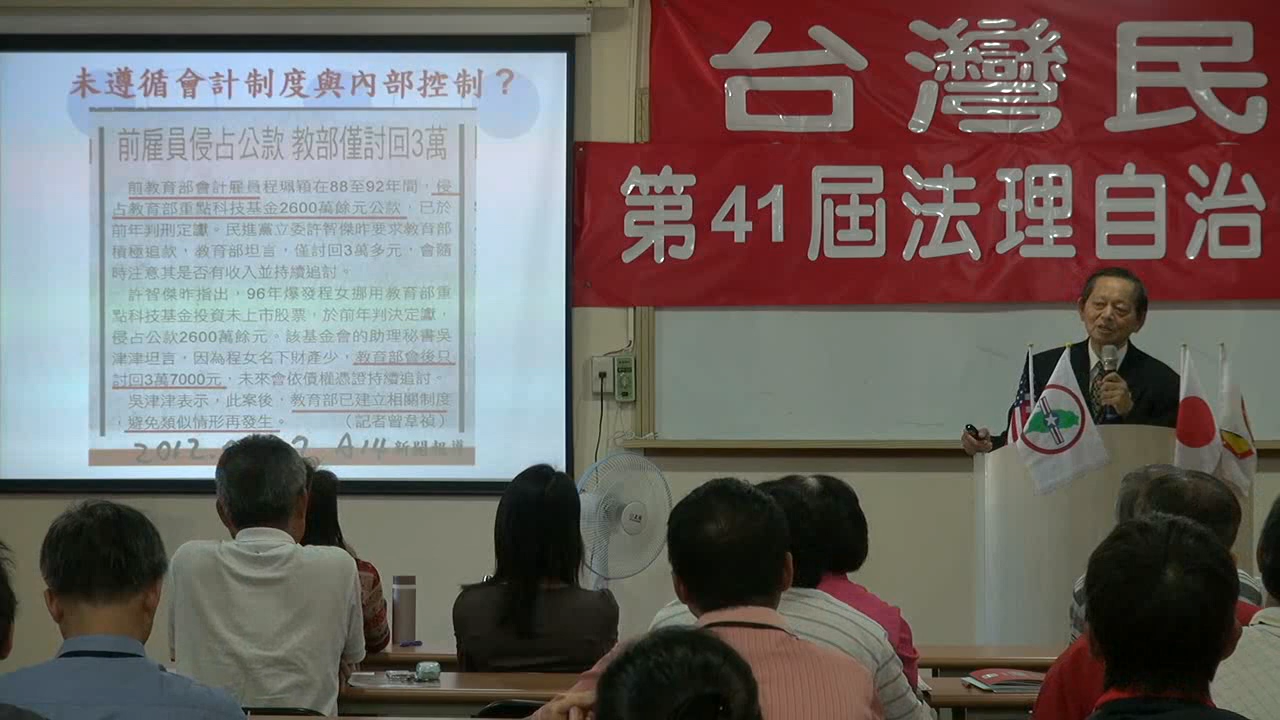 未遵循會計制度與內部控制？
前雇員侵占公款 教部僅討回3萬
前教育部會計雇員程珮穎在88至92年間，侵
占教育部重點科技基金2600萬餘元公款，已於
前年判刑定讞。民進黨立委許智傑昨要求教育部
積極追款，教育部坦言，僅討回3萬多元，會隨
時注意其是否有收入並持續追討。
許智傑昨指出，96年爆發程女挪用教育部重
點科技基金投資未上市股票，於前年判決定讞，
侵占公款2600萬餘元。該基金會的助理秘書吳
津津坦言，因為程女名下財產少，教育部會後只
討回3萬7000元，未來會依債權憑證持續追討。
吳津津表示，此案後，教育部已建立相關制度
，避免類似情形再發生。（記者曾韋禎）
2012. A14 新聞報導
台灣民
第41屆法理自治